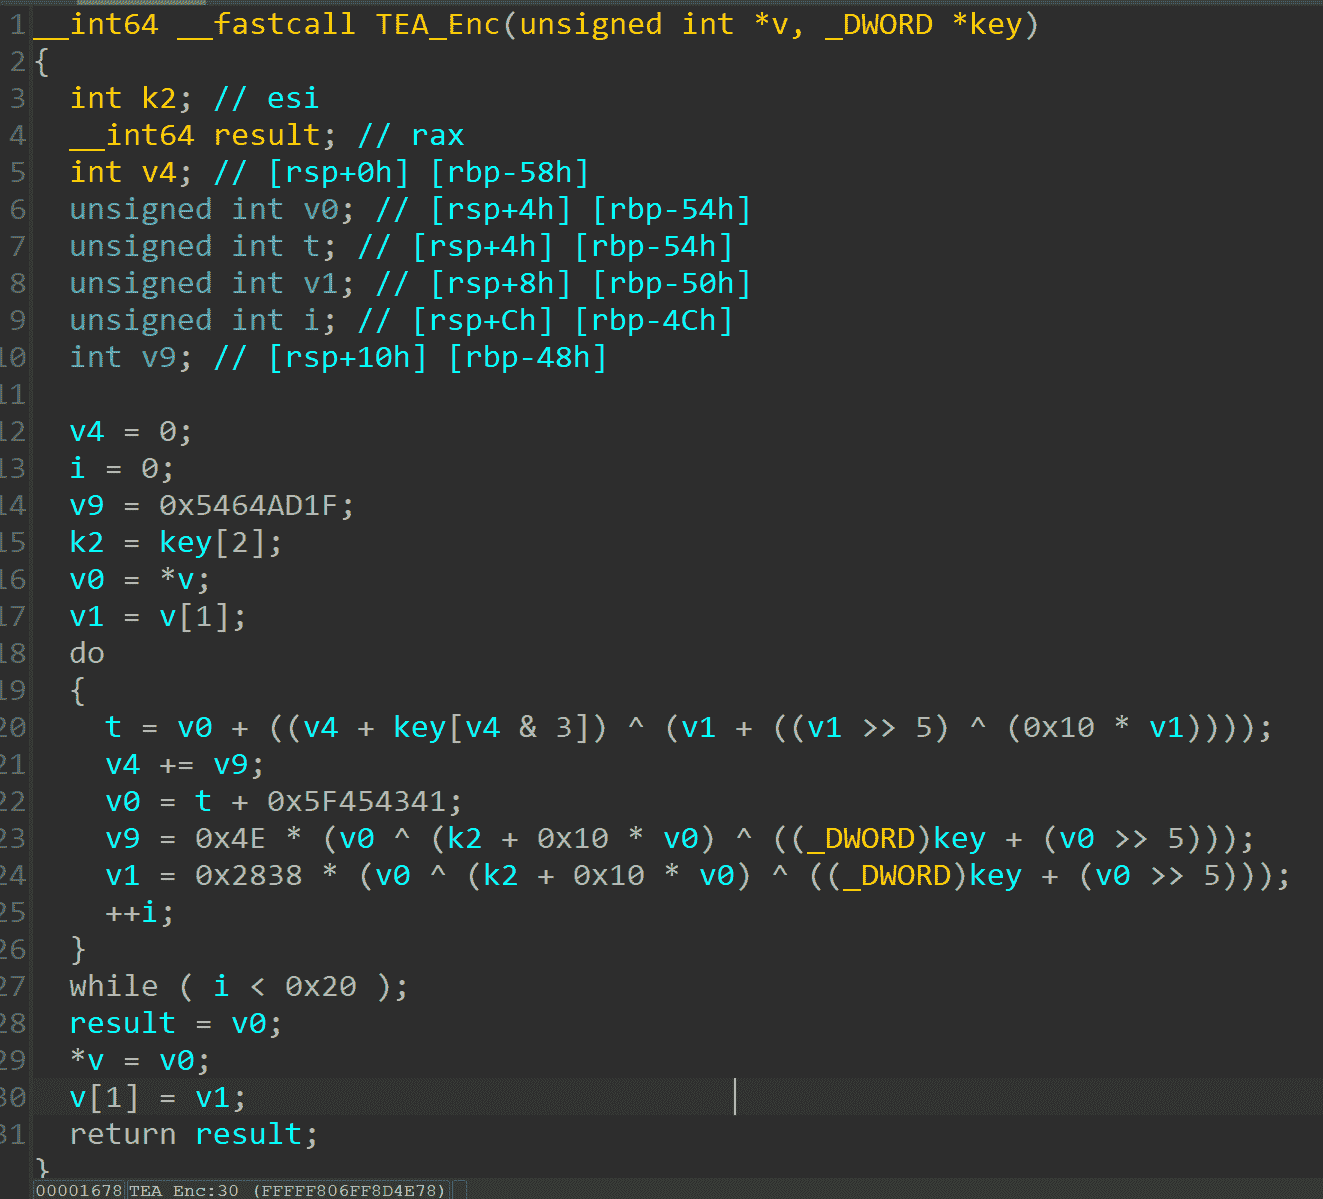 1 __int64 __fastcall TEA_Enc(unsigned int *v, _DWORD *key)
2 {
3 int k2; // esi
4 __int64 result; // rax
5 int v4; // [rsp+0h] [rbp-58h]
6 unsigned int v0; // [rsp+4h] [rbp-54h]
7 unsigned int t; // [rsp+4h] [rbp-54h]
8 unsigned int v1; // [rsp+8h] [rbp-50h]
9 unsigned int i; // [rsp+Ch] [rbp-4Ch]
10 int v9; // [rsp+10h] [rbp-48h]
11
12 v4 = 0;
13 i = 0;
14 v9 = 0x5464AD1F;
15 k2 = key[2];
16 v0 = *v;
17 v1 = v[1];
18 do
19 {
20 t = v0 + ((v4 + key[v4 & 3]) ^ (v1 + ((v1 >> 5) ^ (0x10 * v1))));
21 v4 += v9;
22 v0 = t + 0x5F454341;
23 v9 = 0x4E * (v0 ^ (k2 + 0x10 * v0) ^ ((_DWORD)key + (v0 >> 5)));
24 v1 = 0x2838 * (v0 ^ (k2 + 0x10 * v0) ^ ((_DWORD)key + (v0 >> 5)));
25 ++i;
26 }
27 while ( i < 0x20 );
28 result = v0;
29 *v = v0;
30 v[1] = v1;
31 return result;
}
00001678 TEA_Enc:30 (FFFFF806FF8D4E78)